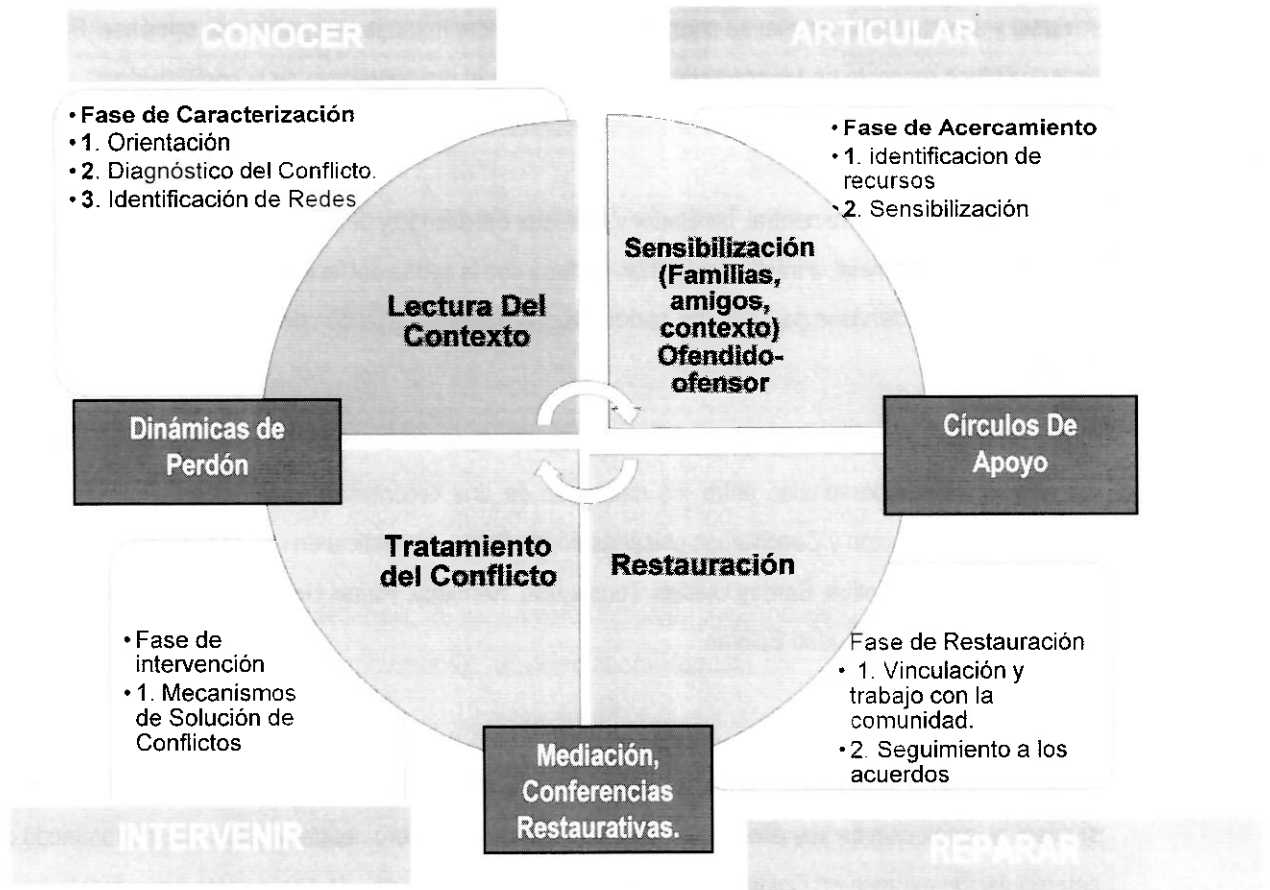 CONOCER
ARTICULAR
• Fase de Caracterización
• 1. Orientación
• 2. Diagnóstico del Conflicto.
• 3. Identificación de Redes
• Fase de Acercamiento
• 1. identificacion de
recursos
• 2. Sensibilización
Lectura Del
Contexto
Sensibilización
(Familias,
amigos,
contexto)
Ofendido-
ofensor
Dinámicas de
Perdón
Círculos De
Apoyo
Tratamiento
del Conflicto
Restauración
• Fase de
intervención
• 1. Mecanismos
de Solución de
Conflictos
Fase de Restauración
• 1. Vinculación y
trabajo con la
comunidad.
• 2. Seguimiento a los
acuerdos
Mediación,
Conferencias
Restaurativas.
INTERVENIR
REPARAR